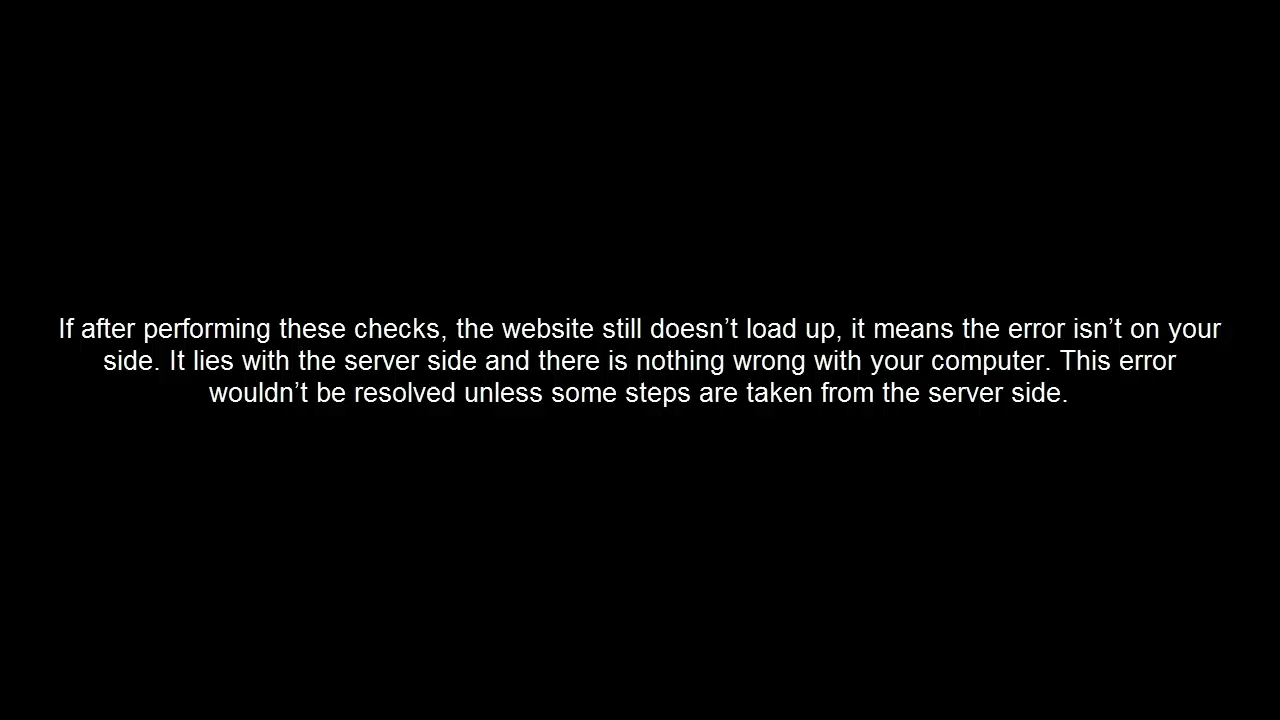 If after performing these checks, the website still doesn’t load up, it means the error isn’t on your
side. It lies with the server side and there is nothing wrong with your computer. This error
wouldn’t be resolved unless some steps are taken from the server side.